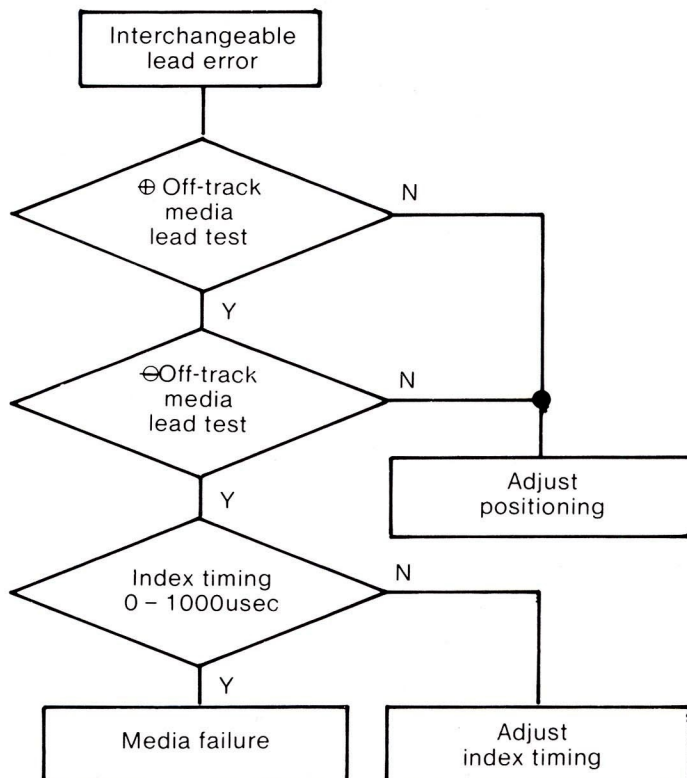 Interchangeable
lead error
⊕ Off-track
media
lead test
N
Y
⊖Off-track
media
lead test
N
Y
Adjust
positioning
Index timing
0 – 1000usec
N
Y
Media failure
Adjust
index timing